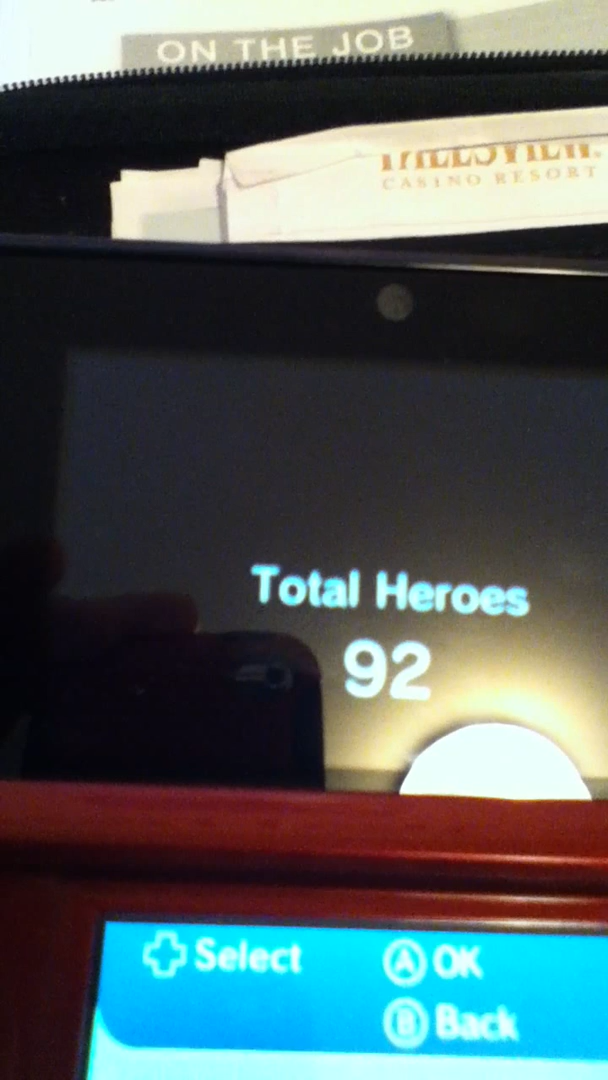 ON THE JOB
CASINO RESORT
Total Heroes
92
Select
A OK
B Back